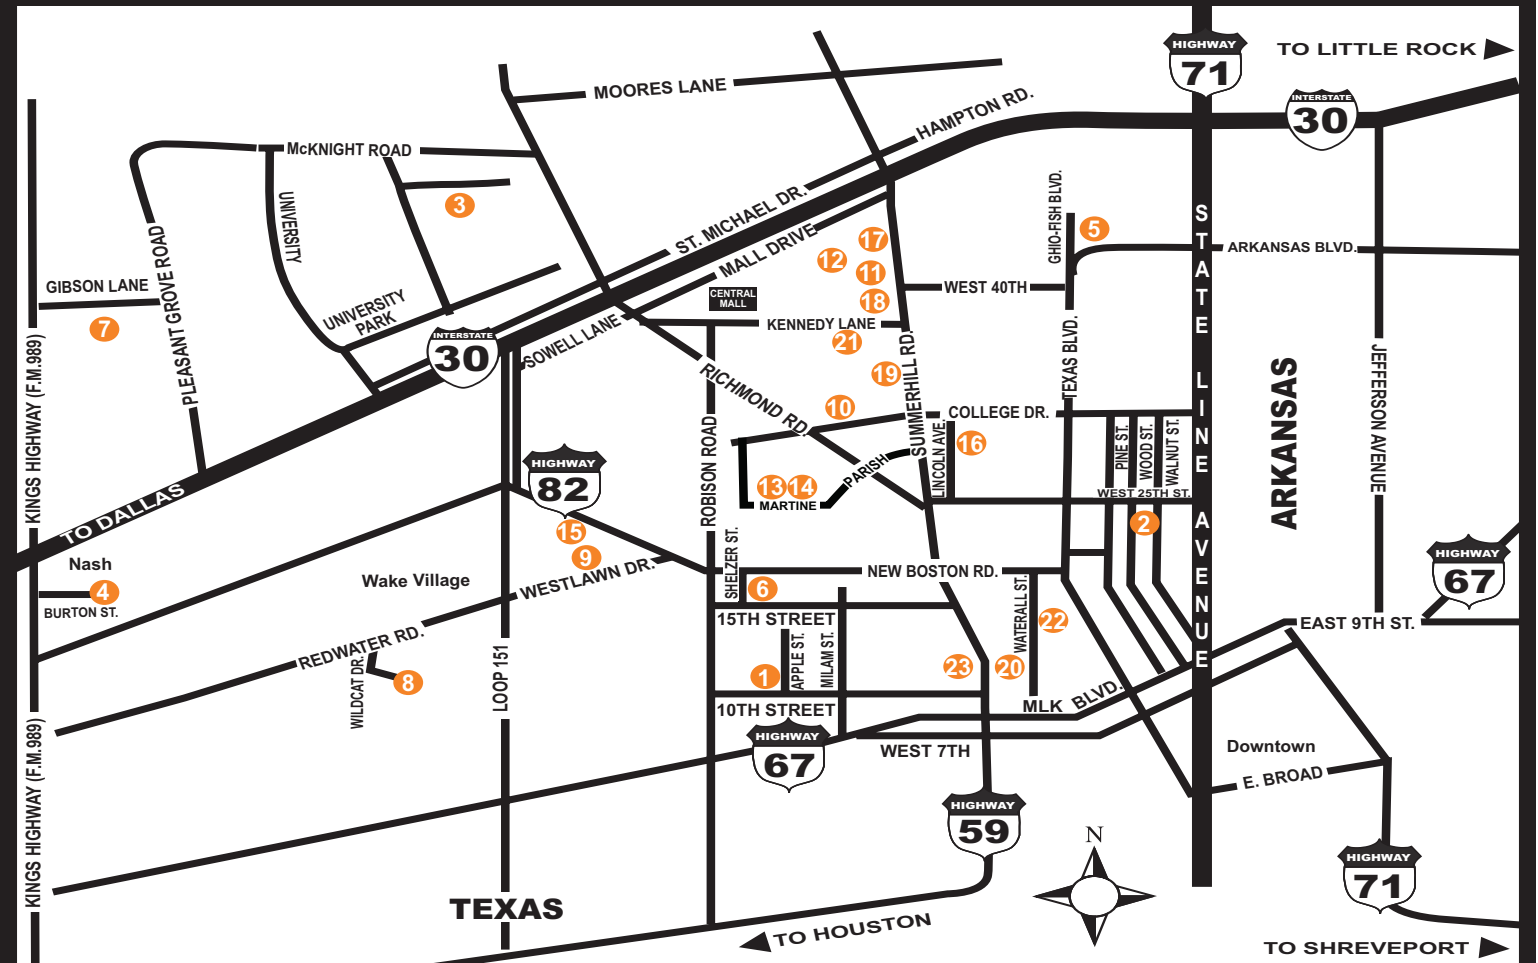 HIGHWAY
71
TO LITTLE ROCK
INTERSTATE
30
MOORES LANE
HAMPTON RD.
McKNIGHT ROAD
UNIVERSITY
3
ST. MICHAEL DR.
MALL DRIVE
GHIO-FISH BLVD.
5
STATE LINE AVENUE
ARKANSAS BLVD.
17
12
11
18
PLEASANT GROVE ROAD
GIBSON LANE
7
KINGS HIGHWAY (F.M.989)
UNIVERSITY
PARK
CENTRAL
MALL
WEST 40TH
KENNEDY LANE
21
INTERSTATE
30
SOWELL LANE
SUMMERHILL RD.
TEXAS BLVD.
JEFFERSON AVENUE
ARKANSAS
19
RICHMOND RD.
10
COLLEGE DR.
ROBISON ROAD
LINCOLN AVE.
16
PINE ST.
WOOD ST.
WALNUT ST.
HIGHWAY
82
PARISH
13
14
MARTINE
WEST 25TH ST.
2
TO DALLAS
15
9
Nash
4
BURTON ST.
Wake Village
WESTLAWN DR.
SHELZER ST.
6
NEW BOSTON RD.
HIGHWAY
67
15TH STREET
WATERALL ST.
22
EAST 9TH ST.
REDWATER RD.
WILDCAT DR.
8
LOOP 151
1
APPLE ST.
MILAM ST.
23
20
10TH STREET
MLK BLVD.
KINGS HIGHWAY (F.M.989)
HIGHWAY
67
WEST 7TH
Downtown
E. BROAD
HIGHWAY
59
N
HIGHWAY
71
TEXAS
TO HOUSTON
TO SHREVEPORT